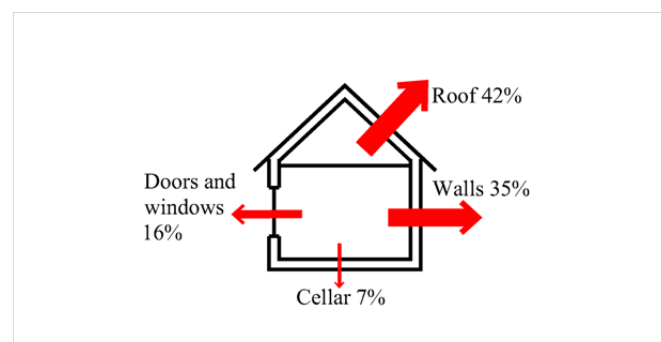 Roof 42%
Doors and
windows
16%
Walls 35%
Cellar 7%